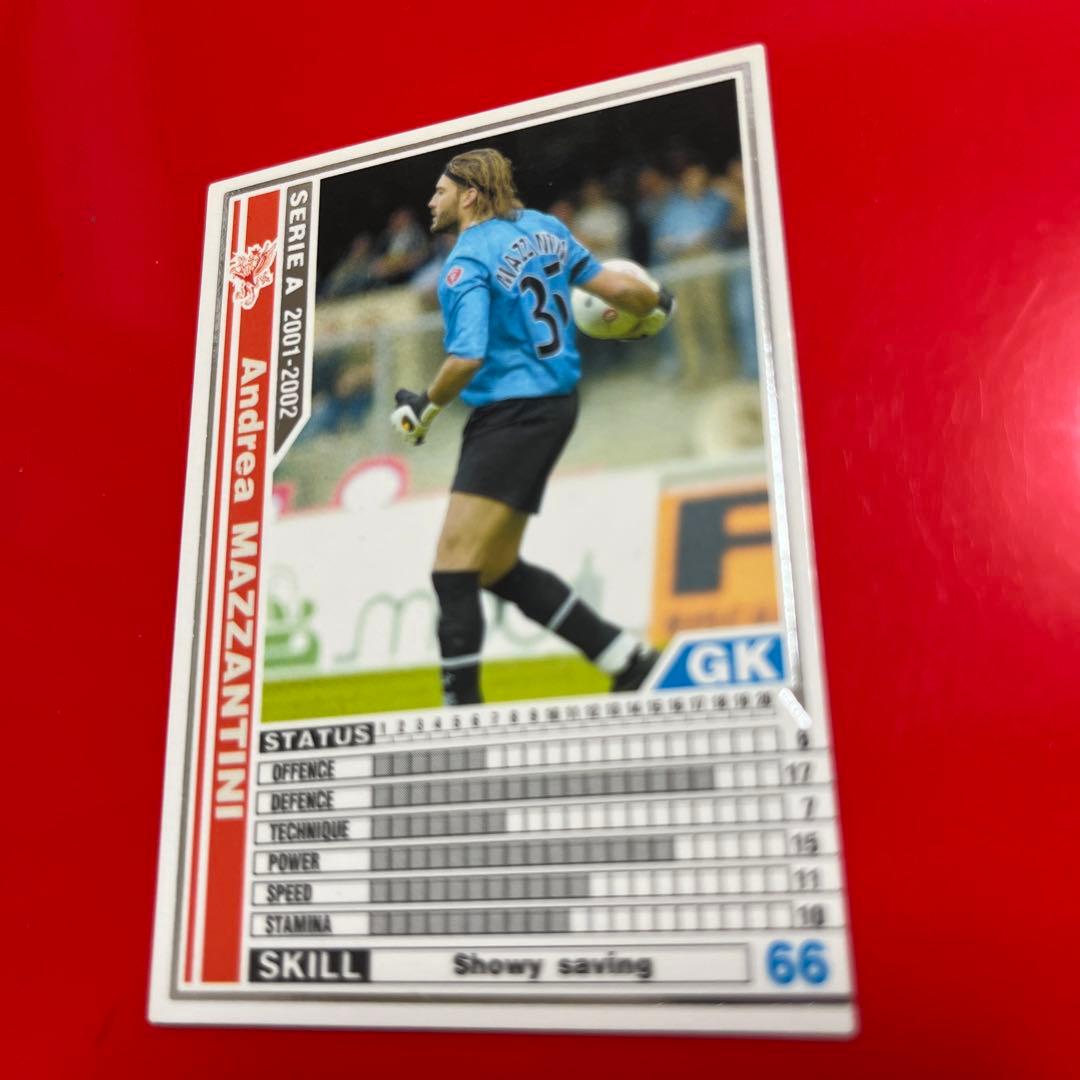 SERIE A 2001-2002
Andrea MAZZANTINI
MAZZANTINI
GK
STATUS 1 2 3 4 5 6 7 8 9 10 11 12 13 14 15 16 17 18 19 20
OFFENCE 6
DEFENCE 17
TECHNIQUE 7
POWER 15
SPEED 11
STAMINA 10
SKILL Showy saving 66